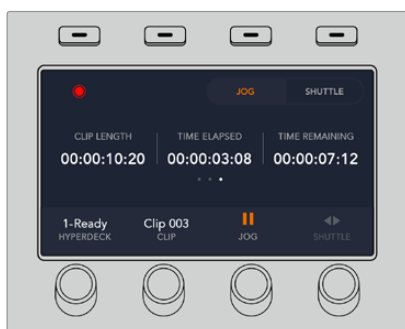 JOG SHUTTLE
CLIP LENGTH TIME ELAPSED TIME REMAINING
00:00:10:20 00:00:03:08 00:00:07:12
1-Ready Clip 003
HYPERDECK CLIP JOG SHUTTLE